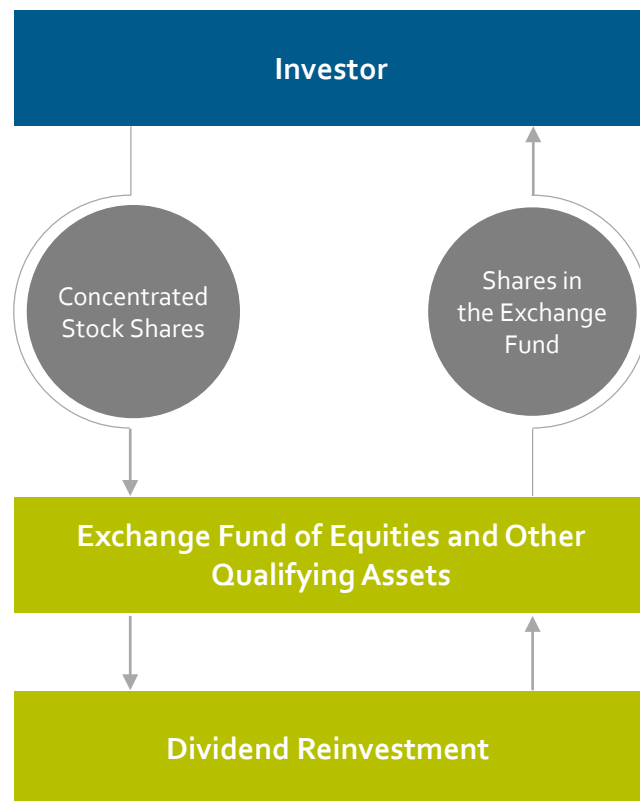 Investor
Concentrated
Stock Shares
Shares in
the Exchange
Fund
Exchange Fund of Equities and Other
Qualifying Assets
Dividend Reinvestment